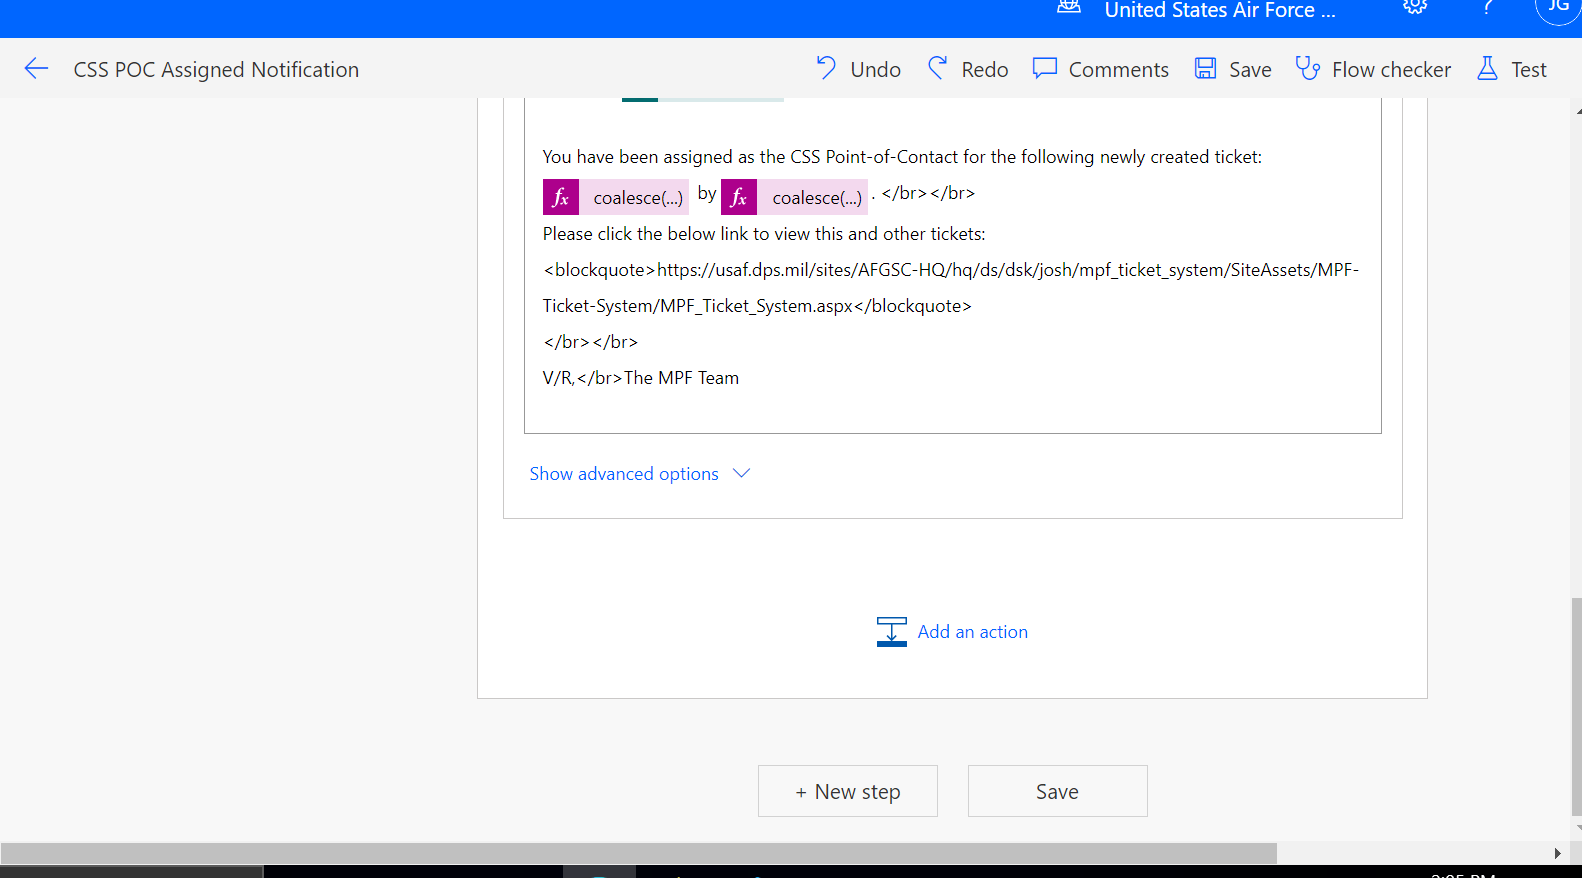 United States Air Force ...
?
JG
CSS POC Assigned Notification
Undo
Redo
Comments
Save
Flow checker
Test
You have been assigned as the CSS Point-of-Contact for the following newly created ticket:
fx coalesce(...) by fx coalesce(...) . </br></br>
Please click the below link to view this and other tickets:
<blockquote>https://usaf.dps.mil/sites/AFGSC-HQ/hq/ds/dsk/josh/mpf_ticket_system/SiteAssets/MPF-
Ticket-System/MPF_Ticket_System.aspx</blockquote>
</br></br>
V/R,</br>The MPF Team
Show advanced options
Add an action
+ New step
Save